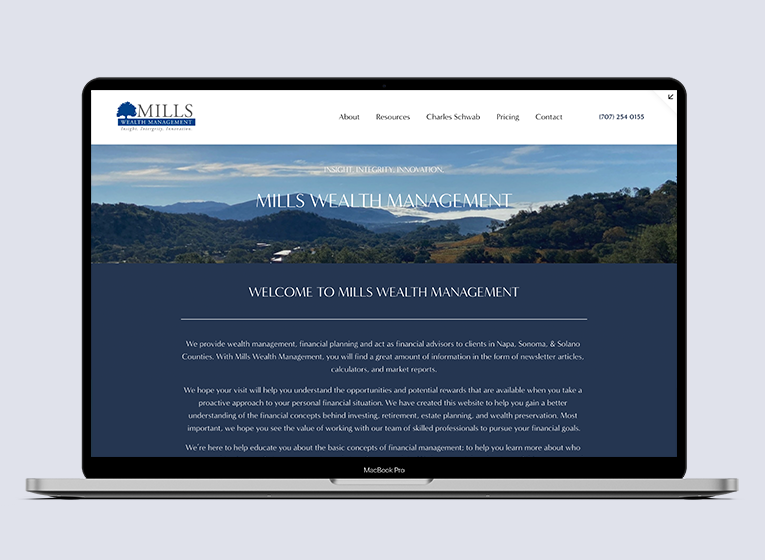 MILLS
WEALTH MANAGEMENT
Insight. Integrity. Innovation.
About Resources Charles Schwab Pricing Contact (707) 254 0155
INSIGHT, INTEGRITY, INNOVATION.
MILLS WEALTH MANAGEMENT
WELCOME TO MILLS WEALTH MANAGEMENT
We provide wealth management, financial planning and act as financial advisors to clients in Napa, Sonoma, & Solano
Counties. With Mills Wealth Management, you will find a great amount of information in the form of newsletter articles,
calculators, and market reports.
We hope your visit will help you understand the opportunities and potential rewards that are available when you take a
proactive approach to your personal financial situation. We have created this website to help you gain a better
understanding of the financial concepts behind investing, retirement, estate planning, and wealth preservation. Most
important, we hope you see the value of working with our team of skilled professionals to pursue your financial goals.
We're here to help educate you about the basic concepts of financial management; to help you learn more about who
MacBook Pro